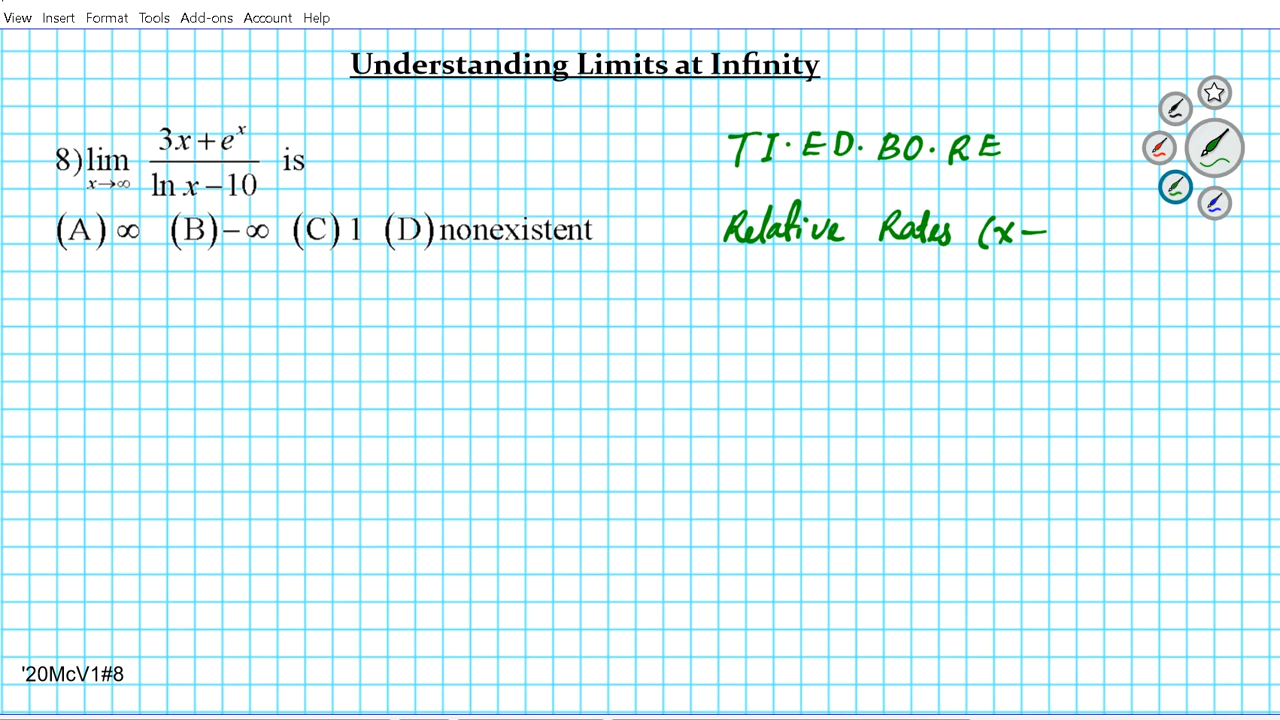 View Insert Format Tools Add-ons Account Help
Understanding Limits at Infinity
8) lim x→∞ (3x + e^x)/(ln x − 10) is
(A) ∞ (B) −∞ (C) 1 (D) nonexistent
TI. ED. BO. RE
Relative Rates (x −
'20McV1#8